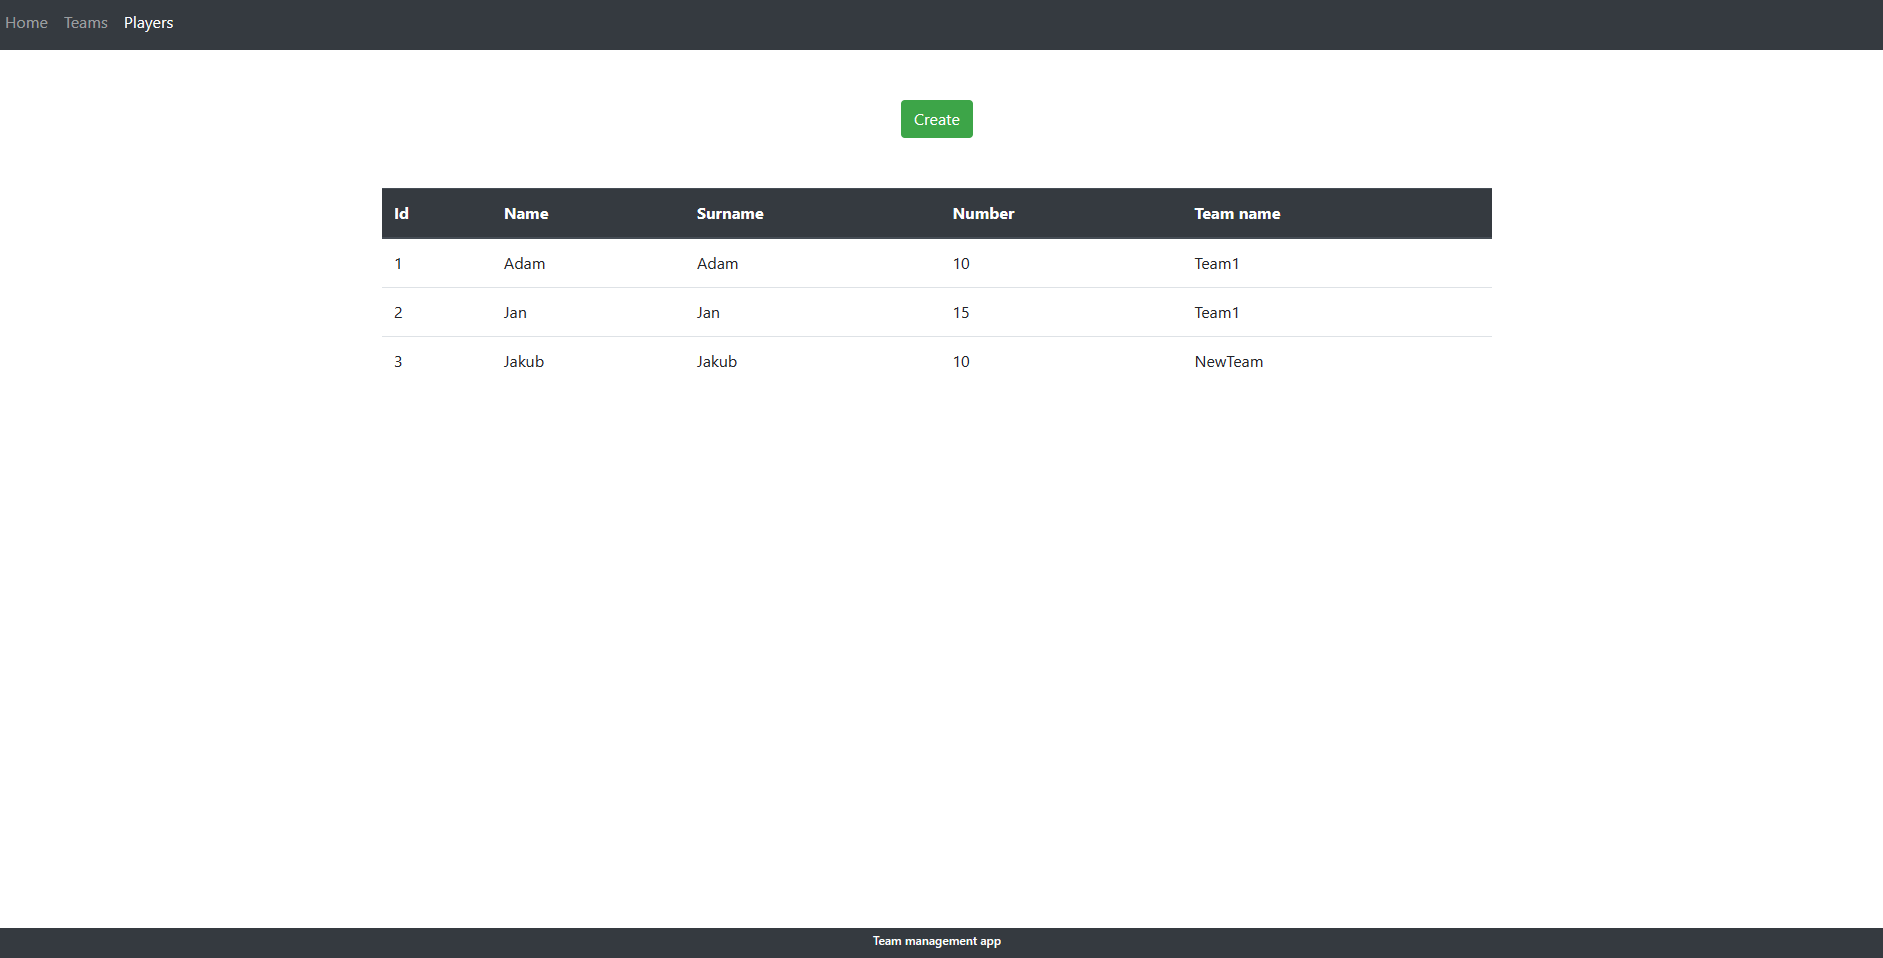 Home Teams Players
Create
Id Name Surname Number Team name
1 Adam Adam 10 Team1
2 Jan Jan 15 Team1
3 Jakub Jakub 10 NewTeam
Team management app